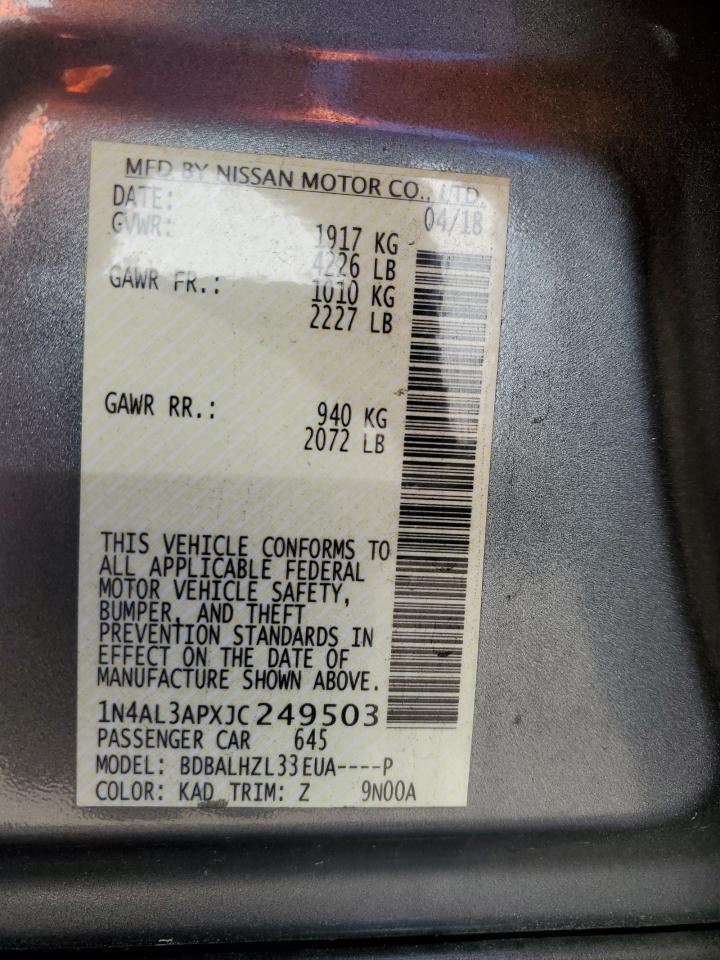 MFD BY NISSAN MOTOR CO., LTD.
DATE: 04/18
GVWR: 1917 KG
4226 LB
GAWR FR.: 1010 KG
2227 LB
GAWR RR.: 940 KG
2072 LB
THIS VEHICLE CONFORMS TO
ALL APPLICABLE FEDERAL
MOTOR VEHICLE SAFETY,
BUMPER, AND THEFT
PREVENTION STANDARDS IN
EFFECT ON THE DATE OF
MANUFACTURE SHOWN ABOVE.
1N4AL3APXJC249503
PASSENGER CAR 645
MODEL: BDBALHZL33EUA----P
COLOR: KAD TRIM: Z 9N00A